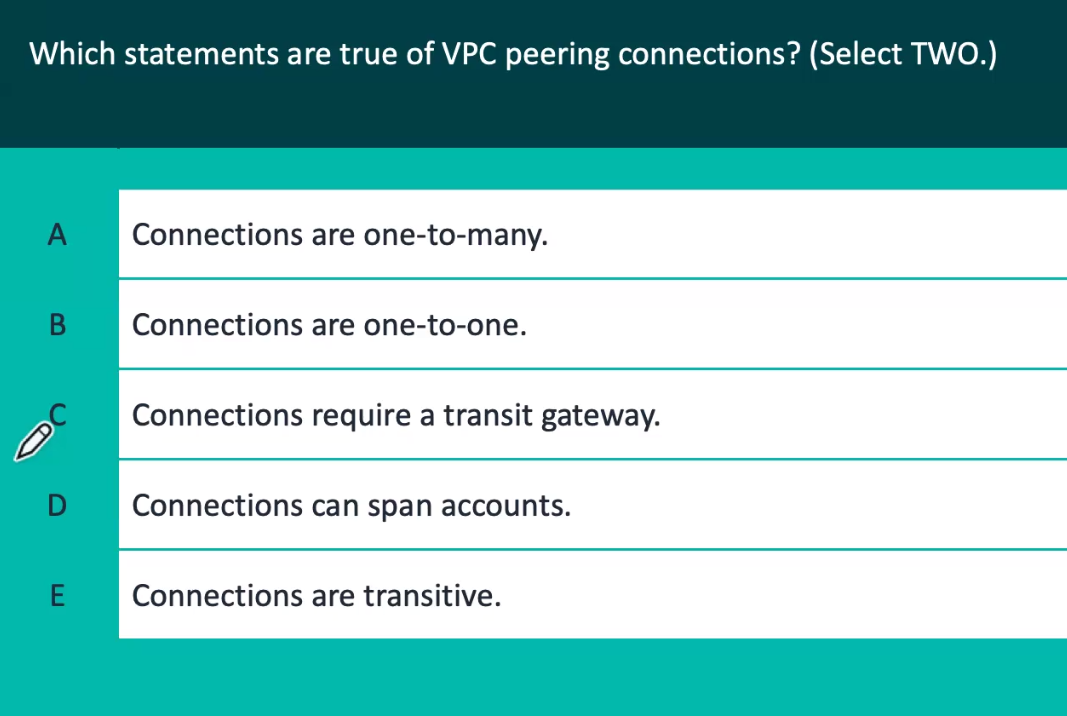 Which statements are true of VPC peering connections? (Select TWO.)
A Connections are one-to-many.
B Connections are one-to-one.
C Connections require a transit gateway.
D Connections can span accounts.
E Connections are transitive.